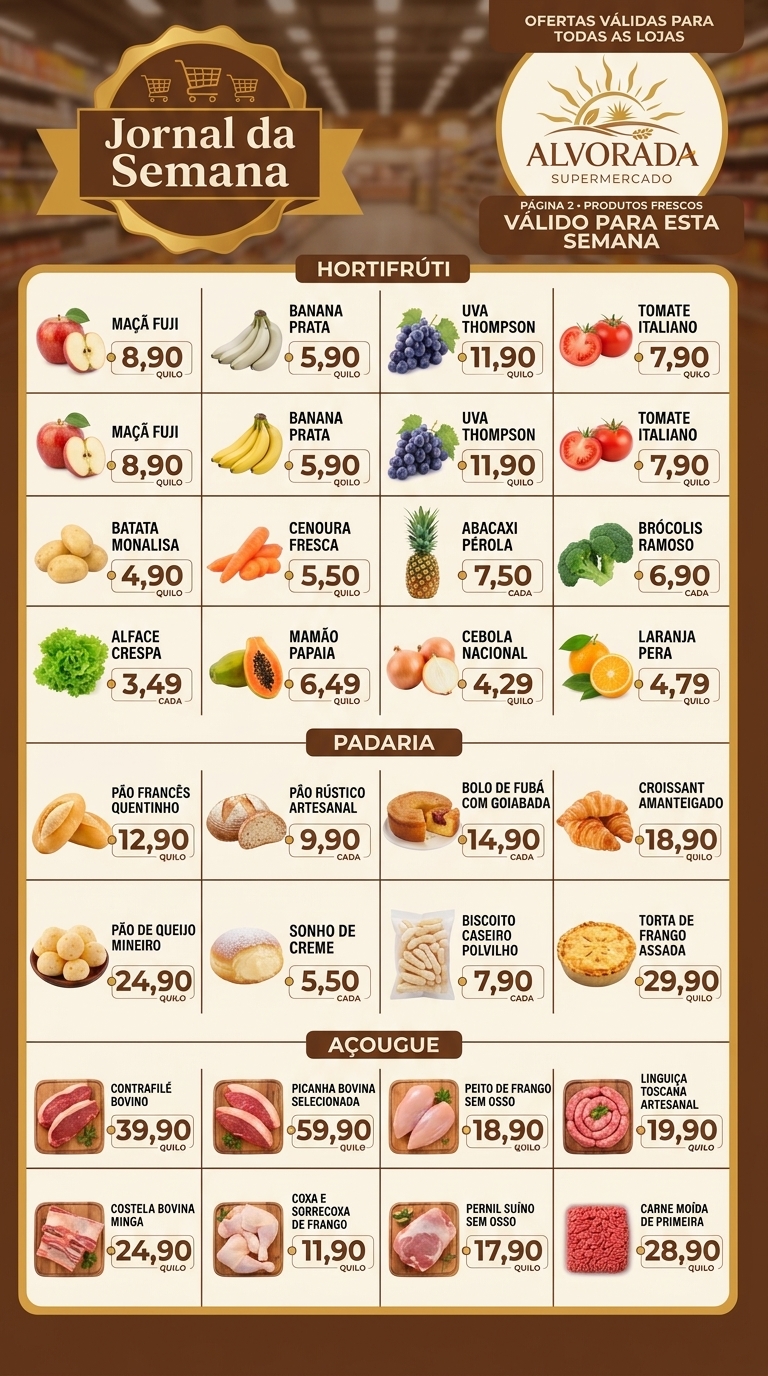 OFERTAS VÁLIDAS PARA
TODAS AS LOJAS
Jornal da
Semana
ALVORADA
SUPERMERCADO
PÁGINA 2 • PRODUTOS FRESCOS
VÁLIDO PARA ESTA
SEMANA
HORTIFRÚTI
MAÇÃ FUJI
8,90
QUILO
BANANA
PRATA
5,90
QUILO
UVA
THOMPSON
11,90
QUILO
TOMATE
ITALIANO
7,90
QUILO
MAÇÃ FUJI
8,90
QUILO
BANANA
PRATA
5,90
QUILO
UVA
THOMPSON
11,90
QUILO
TOMATE
ITALIANO
7,90
QUILO
BATATA
MONALISA
4,90
QUILO
CENOURA
FRESCA
5,50
QUILO
ABACAXI
PÉROLA
7,50
CADA
BRÓCOLIS
RAMOSO
6,90
CADA
ALFACE
CRESPA
3,49
CADA
MAMÃO
PAPAIA
6,49
QUILO
CEBOLA
NACIONAL
4,29
QUILO
LARANJA
PERA
4,79
QUILO
PADARIA
PÃO FRANCÊS
QUENTINHO
12,90
QUILO
PÃO RÚSTICO
ARTESANAL
9,90
CADA
BOLO DE FUBÁ
COM GOIABADA
14,90
CADA
CROISSANT
AMANTEIGADO
18,90
QUILO
PÃO DE QUEIJO
MINEIRO
24,90
QUILO
SONHO DE
CREME
5,50
CADA
BISCOITO
CASEIRO
POLVILHO
7,90
CADA
TORTA DE
FRANGO
ASSADA
29,90
QUILO
AÇOUGUE
CONTRAFILÉ
BOVINO
39,90
QUILO
PICANHA BOVINA
SELECIONADA
59,90
QUILO
PEITO DE FRANGO
SEM OSSO
18,90
QUILO
LINGUIÇA
TOSCANA
ARTESANAL
19,90
QUILO
COSTELA BOVINA
MINGA
24,90
QUILO
COXA E
SORRECOXA
DE FRANGO
11,90
QUILO
PERNIL SUÍNO
SEM OSSO
17,90
QUILO
CARNE MOÍDA
DE PRIMEIRA
28,90
QUILO